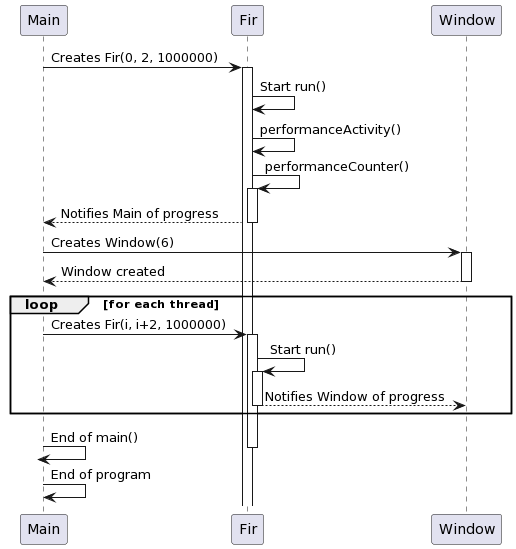 Main Fir Window
Creates Fir(0, 2, 1000000)
Start run()
performanceActivity()
performanceCounter()
Notifies Main of progress
Creates Window(6)
Window created
loop [for each thread]
Creates Fir(i, i+2, 1000000)
Start run()
Notifies Window of progress
End of main()
End of program
Main Fir Window